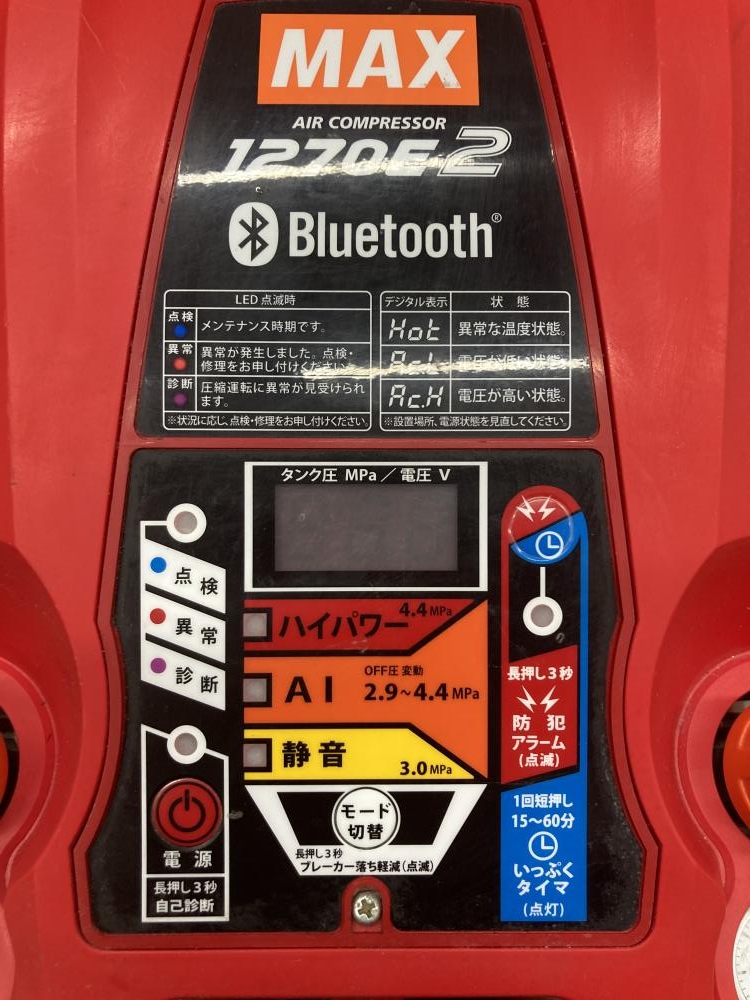 MAX
AIR COMPRESSOR
1270E2
Bluetooth®
LED 点滅時
点検 メンテナンス時期です。
異常 異常が発生しました。点検・
修理をお申し付けください。
診断 圧縮運転に異常が見受けられ
ます。
※状況に応じ、点検・修理をお申し付けください。
デジタル表示 状態
Hot 異常な温度状態。
Ac.L 電圧が低い状態。
Ac.H 電圧が高い状態。
※設置場所、電源状態を見直してください。
タンク圧 MPa／電圧 V
点検
異常
診断
電源
長押し3秒
自己診断
ハイパワー 4.4MPa
AI OFF圧変動
2.9～4.4MPa
静音 3.0MPa
モード
切替
長押し3秒
ブレーカー落ち軽減(点滅)
長押し3秒
防犯
アラーム
(点滅)
1回短押し
15～60分
いっぷく
タイマ
(点灯)